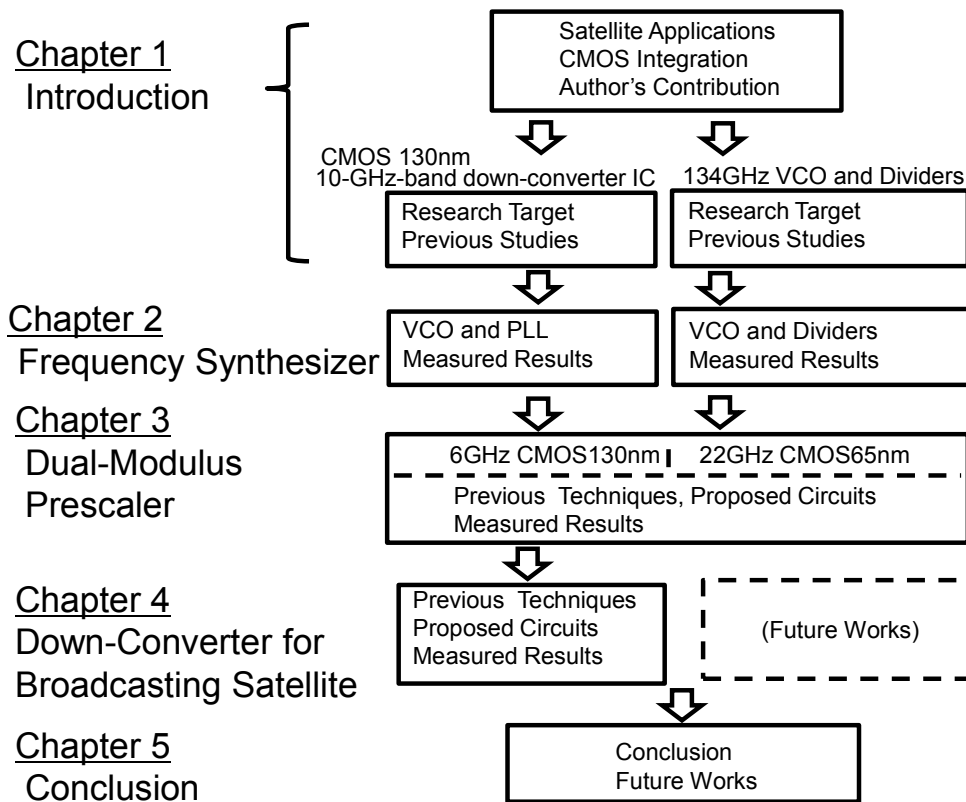 Chapter 1
Introduction
Satellite Applications
CMOS Integration
Author's Contribution
CMOS 130nm
10-GHz-band down-converter IC
134GHz VCO and Dividers
Research Target
Previous Studies
Research Target
Previous Studies
Chapter 2
Frequency Synthesizer
VCO and PLL
Measured Results
VCO and Dividers
Measured Results
Chapter 3
Dual-Modulus
Prescaler
6GHz CMOS130nm
22GHz CMOS65nm
Previous Techniques, Proposed Circuits
Measured Results
Chapter 4
Down-Converter for
Broadcasting Satellite
Previous Techniques
Proposed Circuits
Measured Results
(Future Works)
Chapter 5
Conclusion
Conclusion
Future Works